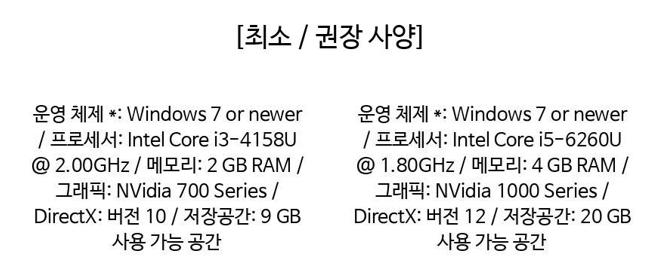 [최소 / 권장 사양]
운영 체제 *: Windows 7 or newer
/ 프로세서: Intel Core i3-4158U
@ 2.00GHz / 메모리: 2 GB RAM /
그래픽: NVidia 700 Series /
DirectX: 버전 10 / 저장공간: 9 GB
사용 가능 공간
운영 체제 *: Windows 7 or newer
/ 프로세서: Intel Core i5-6260U
@ 1.80GHz / 메모리: 4 GB RAM /
그래픽: NVidia 1000 Series /
DirectX: 버전 12 / 저장공간: 20 GB
사용 가능 공간